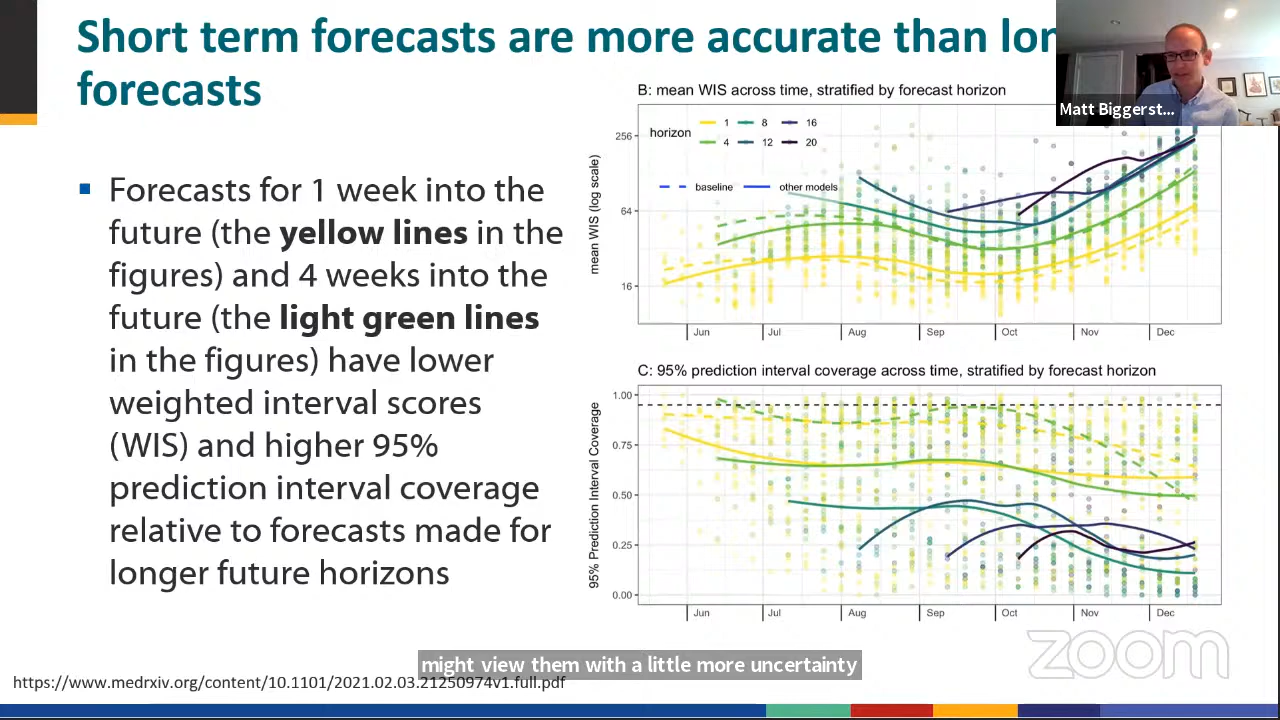 Short term forecasts are more accurate than
forecasts
Matt Biggerst...
Forecasts for 1 week into the
future (the yellow lines in the
figures) and 4 weeks into the
future (the light green lines
in the figures) have lower
weighted interval scores
(WIS) and higher 95%
prediction interval coverage
relative to forecasts made for
longer future horizons
B: mean WIS across time, stratified by forecast horizon
horizon
1 8 16
4 12 20
baseline other models
mean WIS (log scale)
256
64
16
Jun Jul Aug Sep Oct Nov Dec
C: 95% prediction interval coverage across time, stratified by forecast horizon
95% Prediction Interval Coverage
1.00
0.75
0.50
0.25
0.00
Jun Jul Aug Sep Oct Nov Dec
zoom
might view them with a little more uncertainty
https://www.medrxiv.org/content/10.1101/2021.02.03.21250974v1.full.pdf